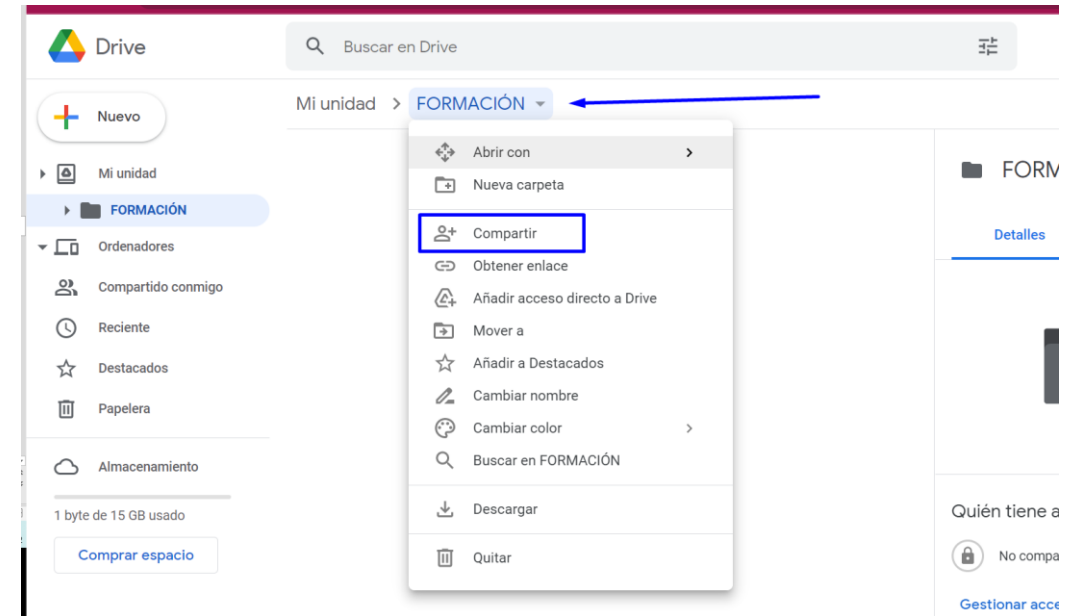 Drive
Buscar en Drive
Nuevo
Mi unidad
FORMACIÓN
Ordenadores
Compartido conmigo
Reciente
Destacados
Papelera
Almacenamiento
1 byte de 15 GB usado
Comprar espacio
Mi unidad > FORMACIÓN
Abrir con
Nueva carpeta
Compartir
Obtener enlace
Añadir acceso directo a Drive
Mover a
Añadir a Destacados
Cambiar nombre
Cambiar color
Buscar en FORMACIÓN
Descargar
Quitar
FORM
Detalles
Quién tiene a
No compa
Gestionar acce